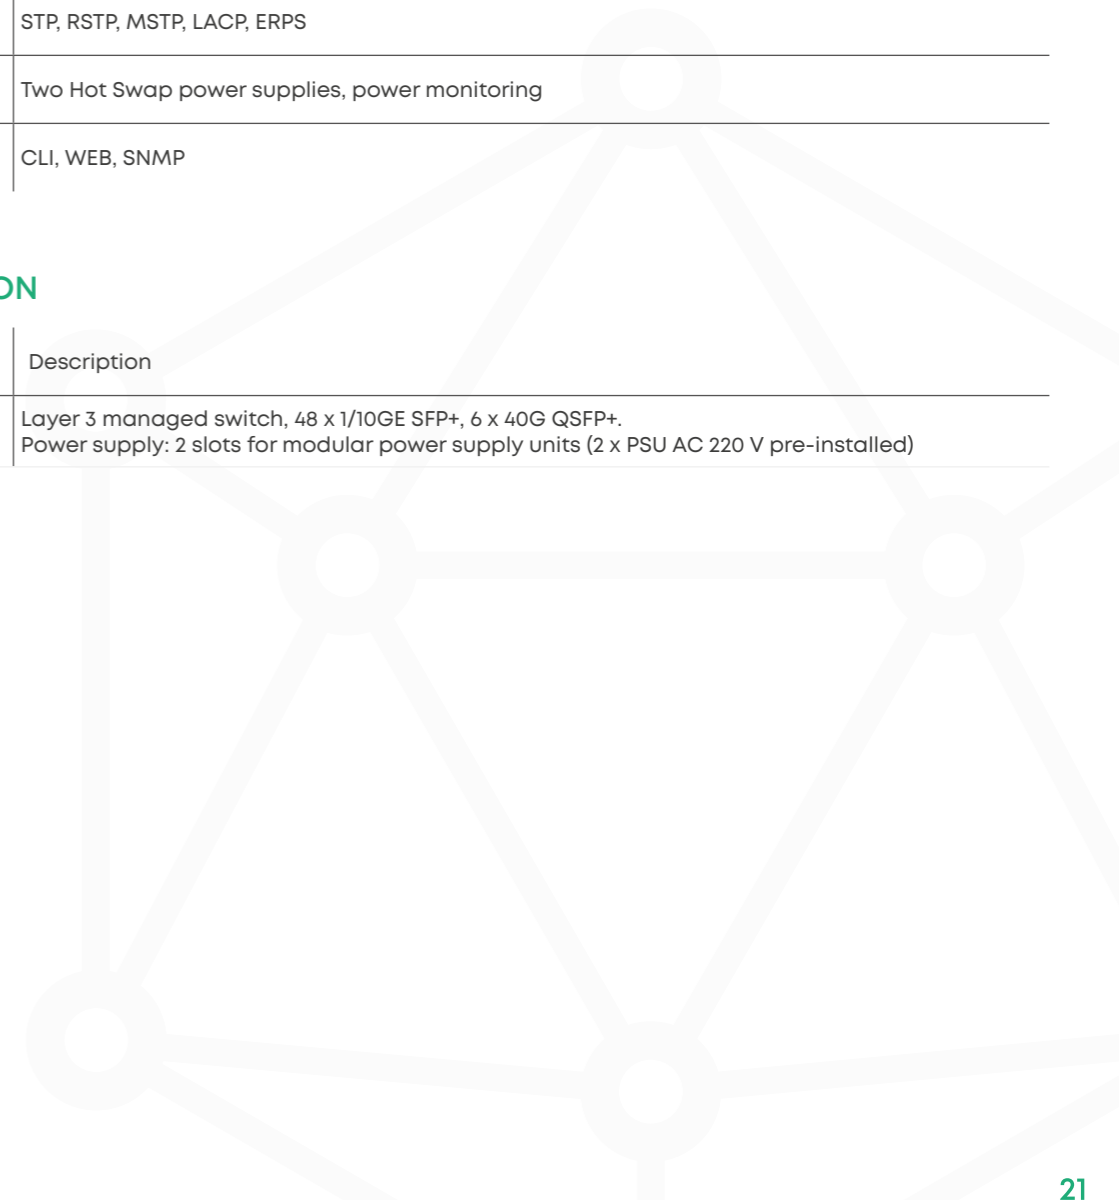 STP, RSTP, MSTP, LACP, ERPS
Two Hot Swap power supplies, power monitoring
CLI, WEB, SNMP
ON
Description
Layer 3 managed switch, 48 x 1/10GE SFP+, 6 x 40G QSFP+.
Power supply: 2 slots for modular power supply units (2 x PSU AC 220 V pre-installed)
21